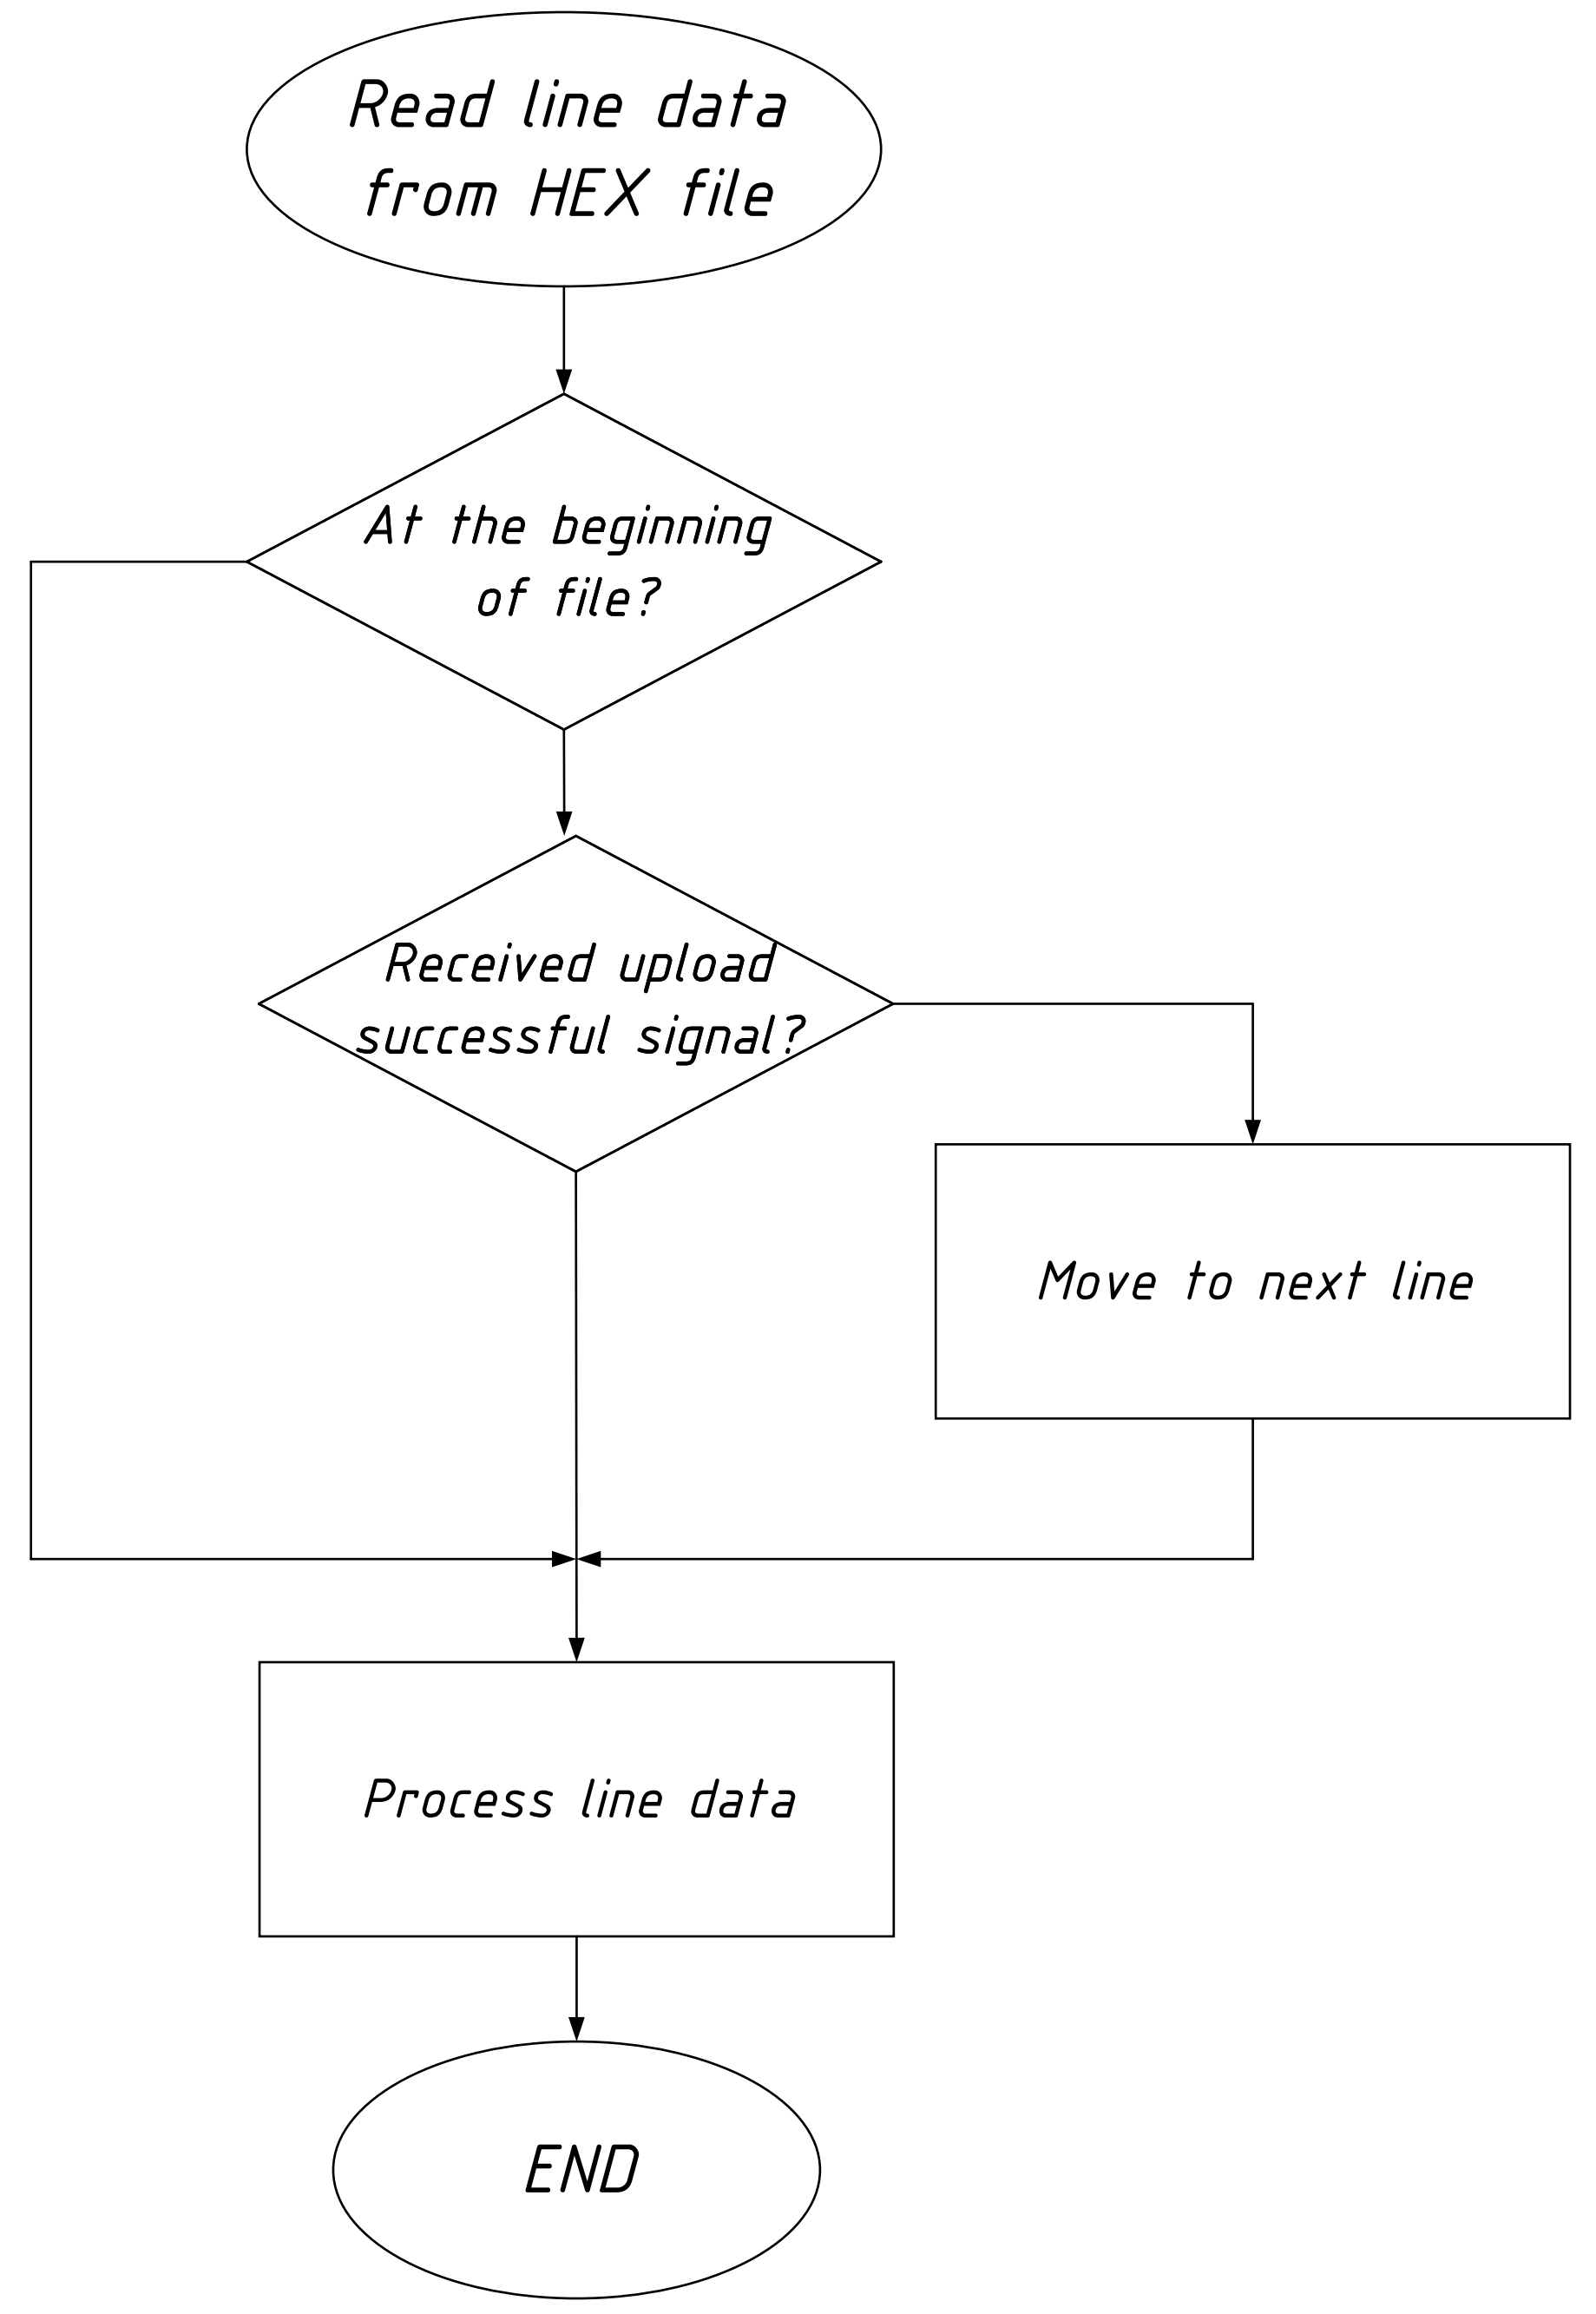 Read line data
from HEX file
At the beginning
of file?
Received upload
successful signal?
Move to next line
Process line data
END